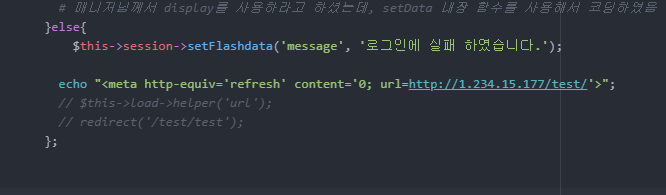 # 매니저님께서 display를 사용하라고 하셨는데, setData 내장 함수를 사용해서 코딩하였을
}else{
$this->session->setFlashdata('message', '로그인에 실패 하였습니다.');
echo "<meta http-equiv='refresh' content='0; url=http://1.234.15.177/test/'>";
// $this->load->helper('url');
// redirect('/test/test');
};